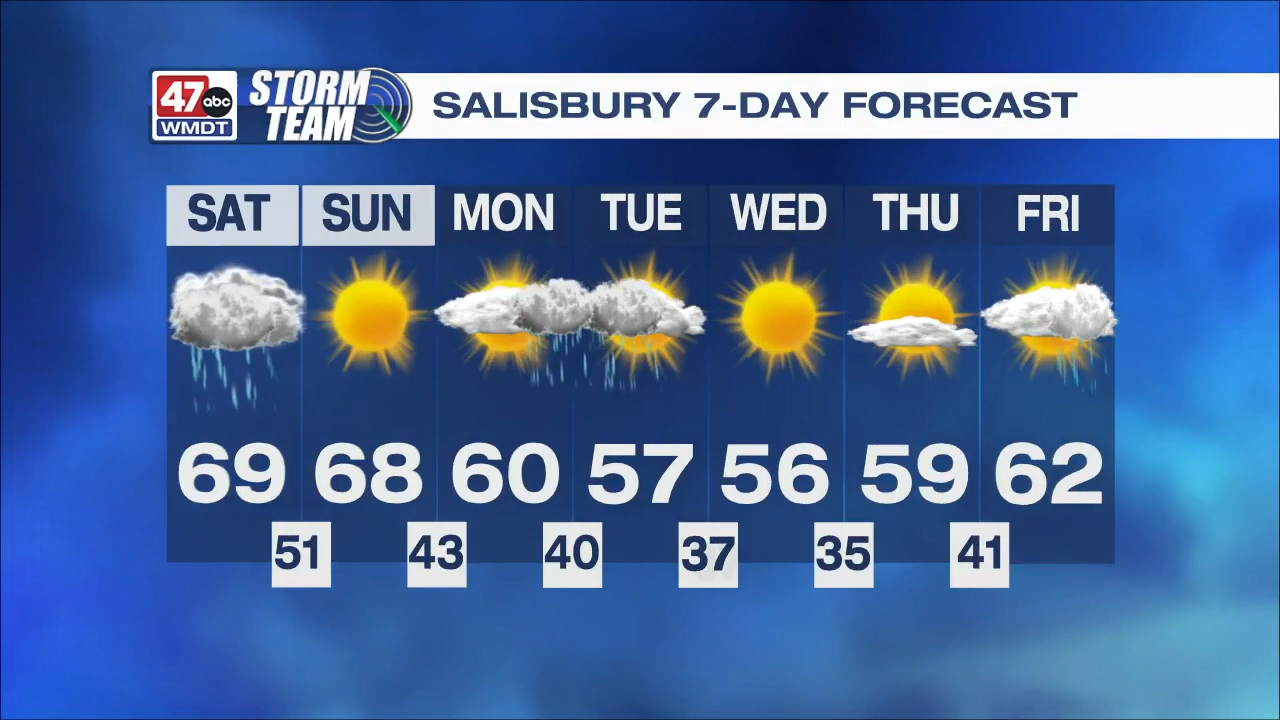 47 abc
WMDT
STORM
TEAM
SALISBURY 7-DAY FORECAST
SAT SUN MON TUE WED THU FRI
69 68 60 57 56 59 62
51 43 40 37 35 41